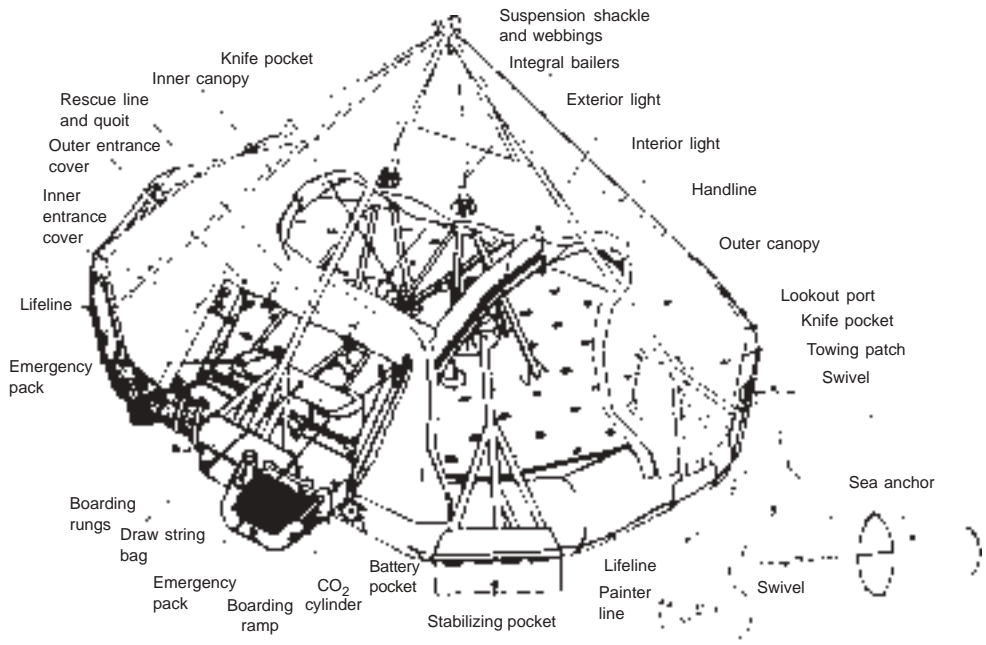 Suspension shackle
and webbings
Knife pocket
Integral bailers
Inner canopy
Rescue line
and quoit
Exterior light
Outer entrance
cover
Interior light
Inner
entrance
cover
Handline
Outer canopy
Lifeline
Lookout port
Knife pocket
Towing patch
Emergency
pack
Swivel
Sea anchor
Boarding
rungs
Draw string
bag
Emergency
pack
Boarding
ramp
CO2
cylinder
Battery
pocket
Stabilizing pocket
Lifeline
Painter
line
Swivel